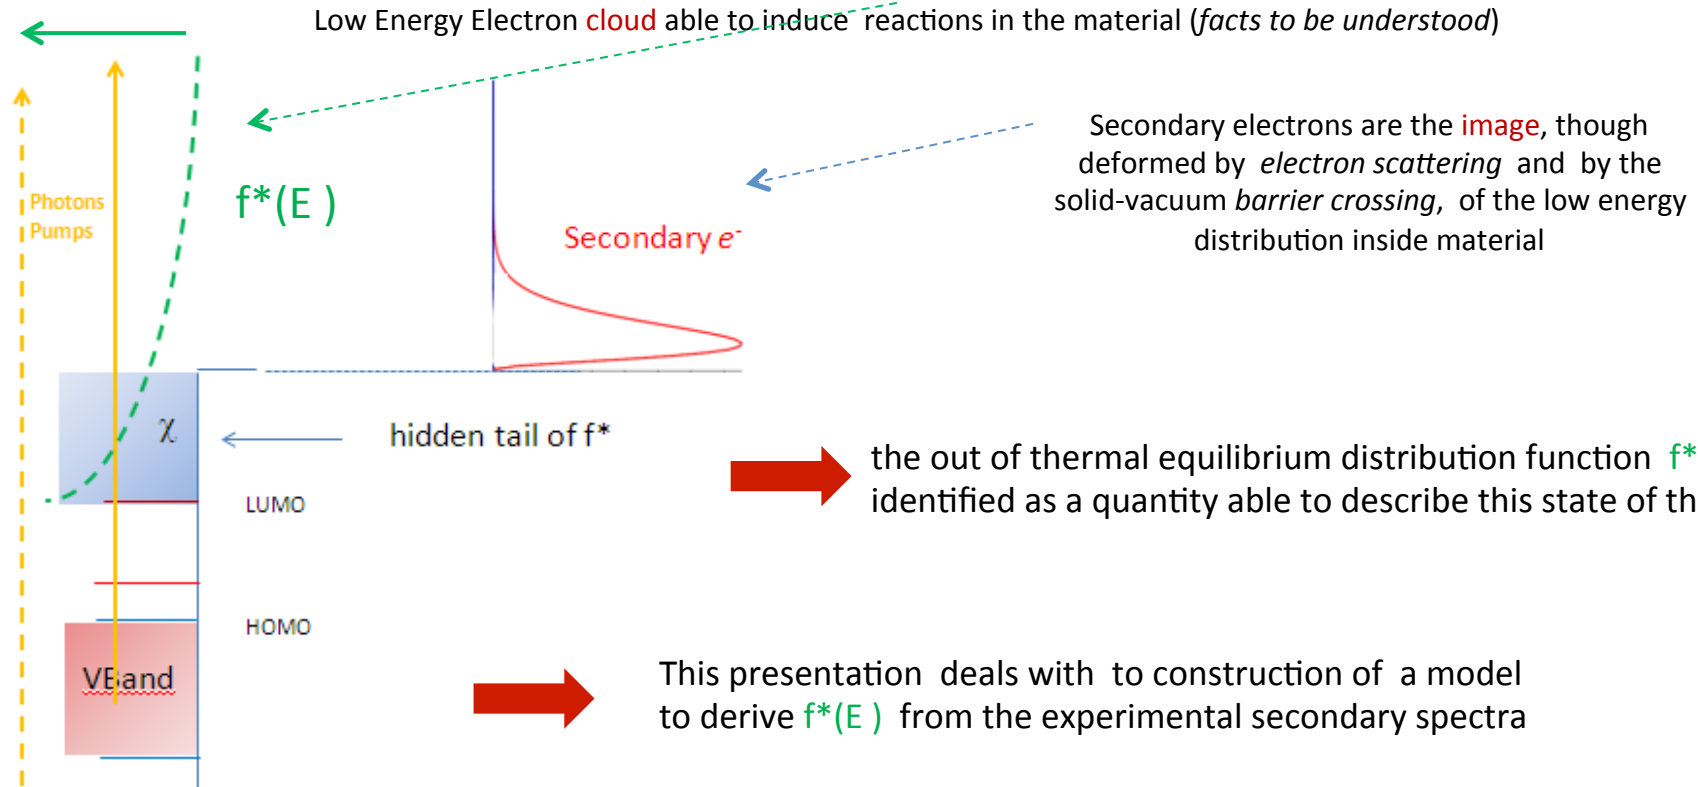 Low Energy Electron cloud able to induce reactions in the material (facts to be understood)
Photons
Pumps
f*(E )
Secondary e-
Secondary electrons are the image, though
deformed by electron scattering and by the
solid-vacuum barrier crossing, of the low energy
distribution inside material
χ
hidden tail of f*
LUMO
the out of thermal equilibrium distribution function f*
identified as a quantity able to describe this state of th
HOMO
VBand
This presentation deals with to construction of a model
to derive f*(E ) from the experimental secondary spectra